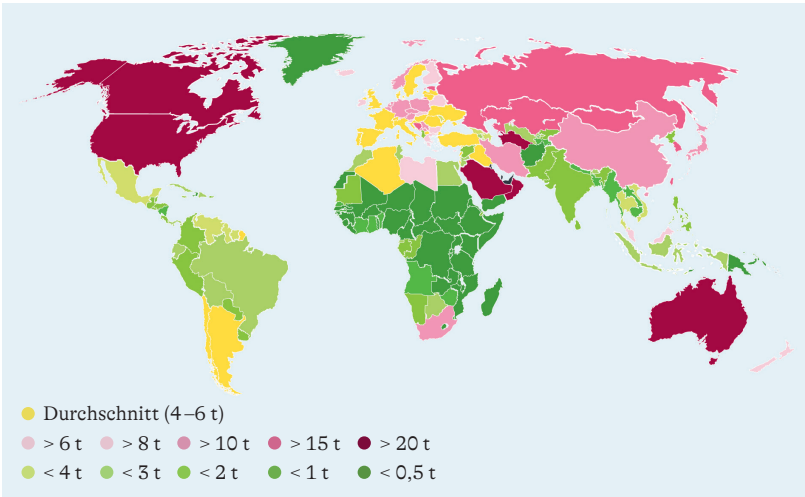 Durchschnitt (4–6 t)
> 6 t > 8 t > 10 t > 15 t > 20 t
< 4 t < 3 t < 2 t < 1 t < 0,5 t